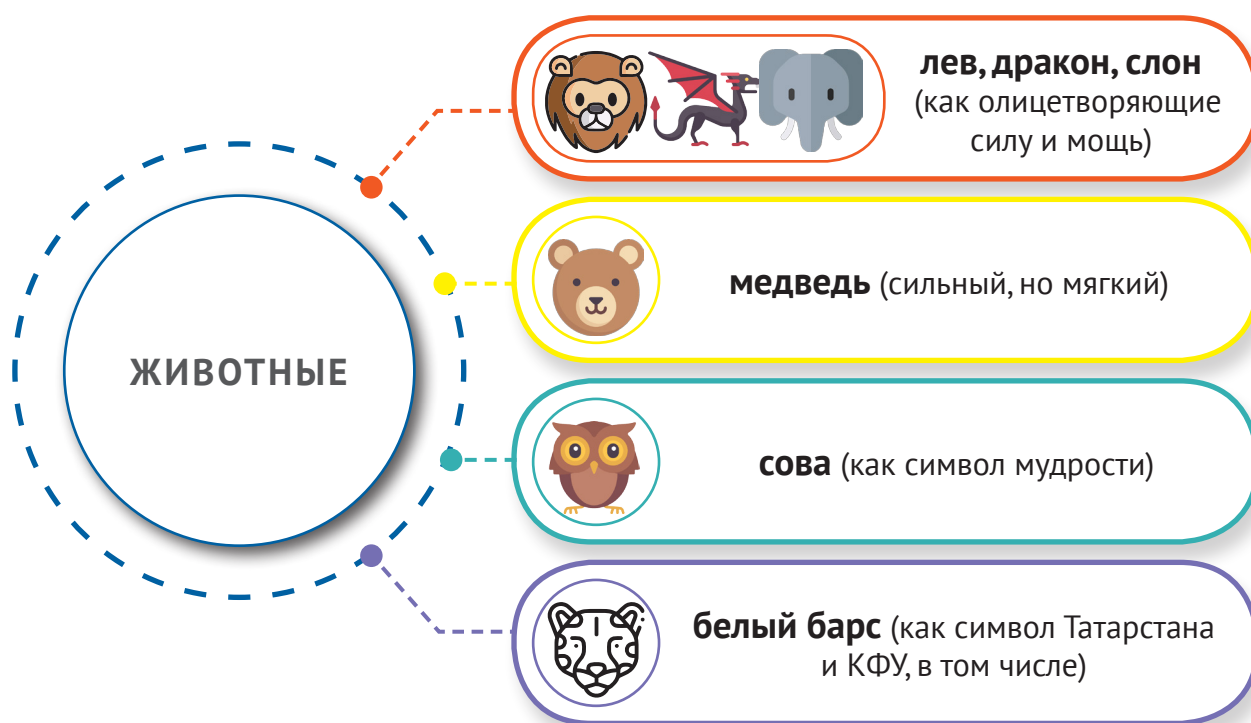 лев, дракон, слон
(как олицетворяющие
силу и мощь)
ЖИВОТНЫЕ
медведь (сильный, но мягкий)
сова (как символ мудрости)
белый барс (как символ Татарстана
и КФУ, в том числе)